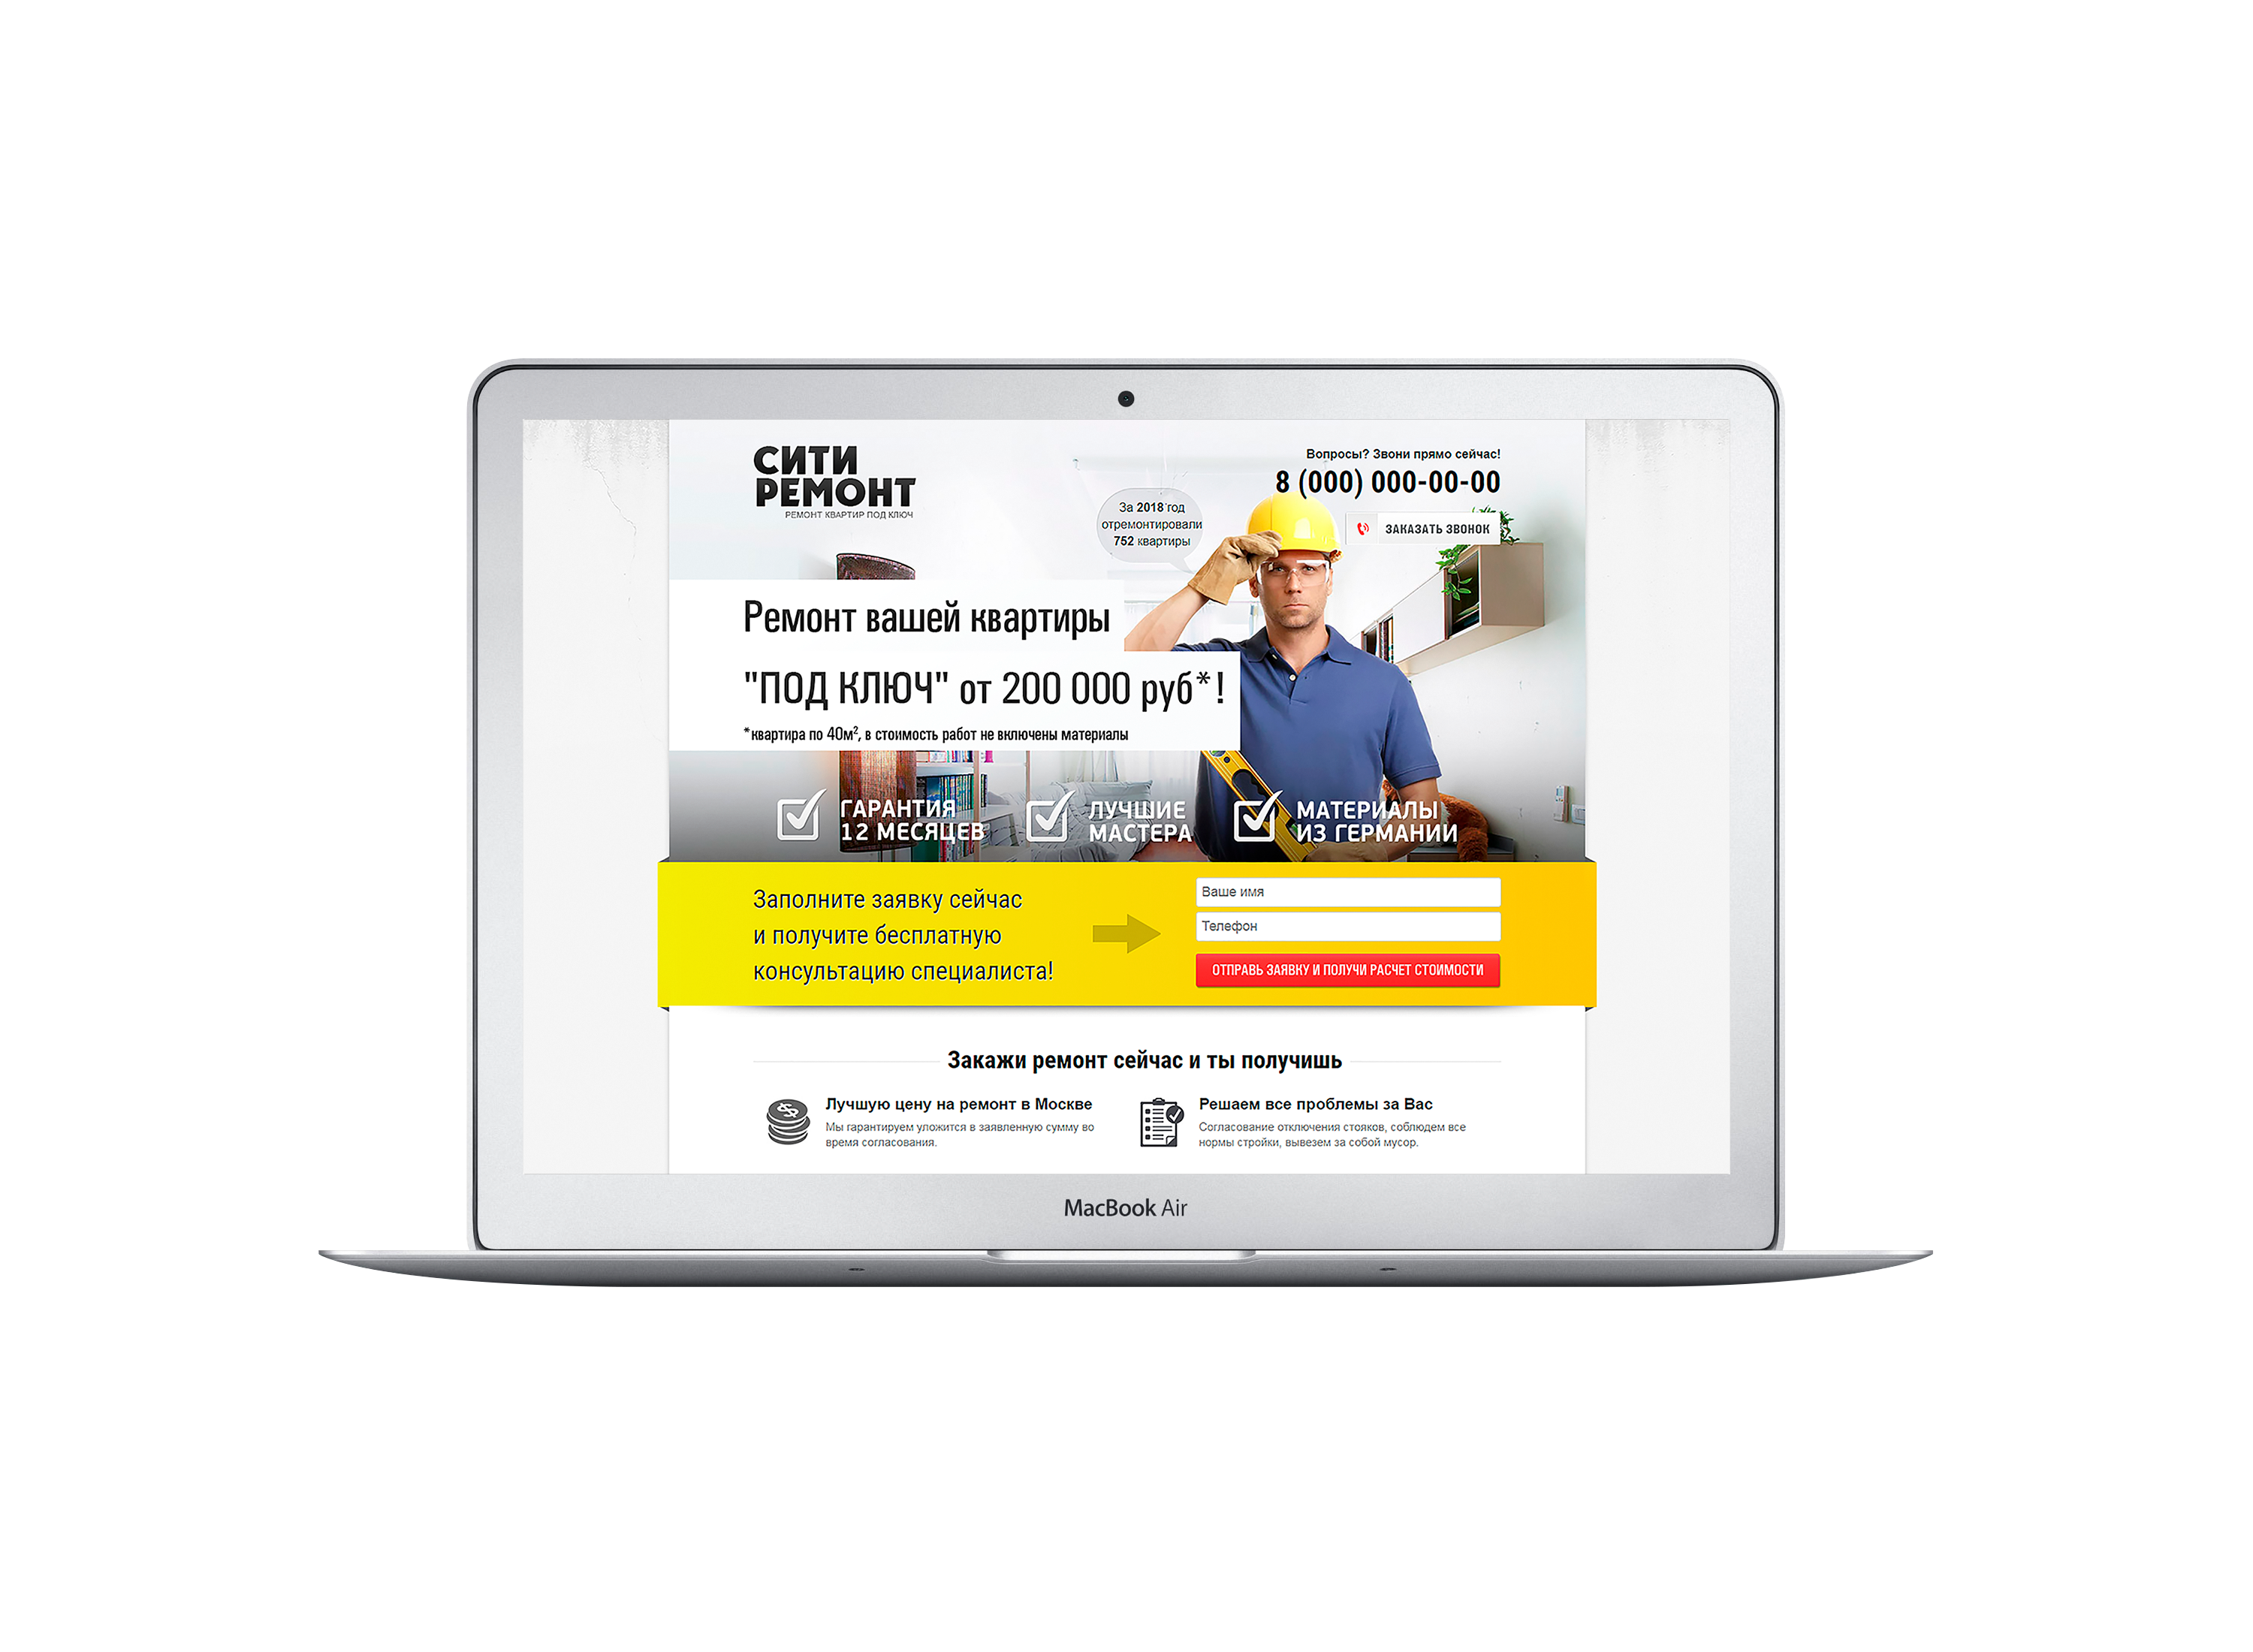 СИТИ
РЕМОНТ
РЕМОНТ КВАРТИР ПОД КЛЮЧ
Вопросы? Звони прямо сейчас!
8 (000) 000-00-00
ЗАКАЗАТЬ ЗВОНОК
За 2018 год
отремонтировали
752 квартиры
Ремонт вашей квартиры
"ПОД КЛЮЧ" от 200 000 руб*!
*квартира по 40м², в стоимость работ не включены материалы
ГАРАНТИЯ
12 МЕСЯЦЕВ
ЛУЧШИЕ
МАСТЕРА
МАТЕРИАЛЫ
ИЗ ГЕРМАНИИ
Заполните заявку сейчас
и получите бесплатную
консультацию специалиста!
Ваше имя
Телефон
ОТПРАВЬ ЗАЯВКУ И ПОЛУЧИ РАСЧЕТ СТОИМОСТИ
Закажи ремонт сейчас и ты получишь
Лучшую цену на ремонт в Москве
Мы гарантируем уложится в заявленную сумму во
время согласования.
Решаем все проблемы за Вас
Согласование отключения стояков, соблюдем все
нормы стройки, вывезем за собой мусор.
MacBook Air